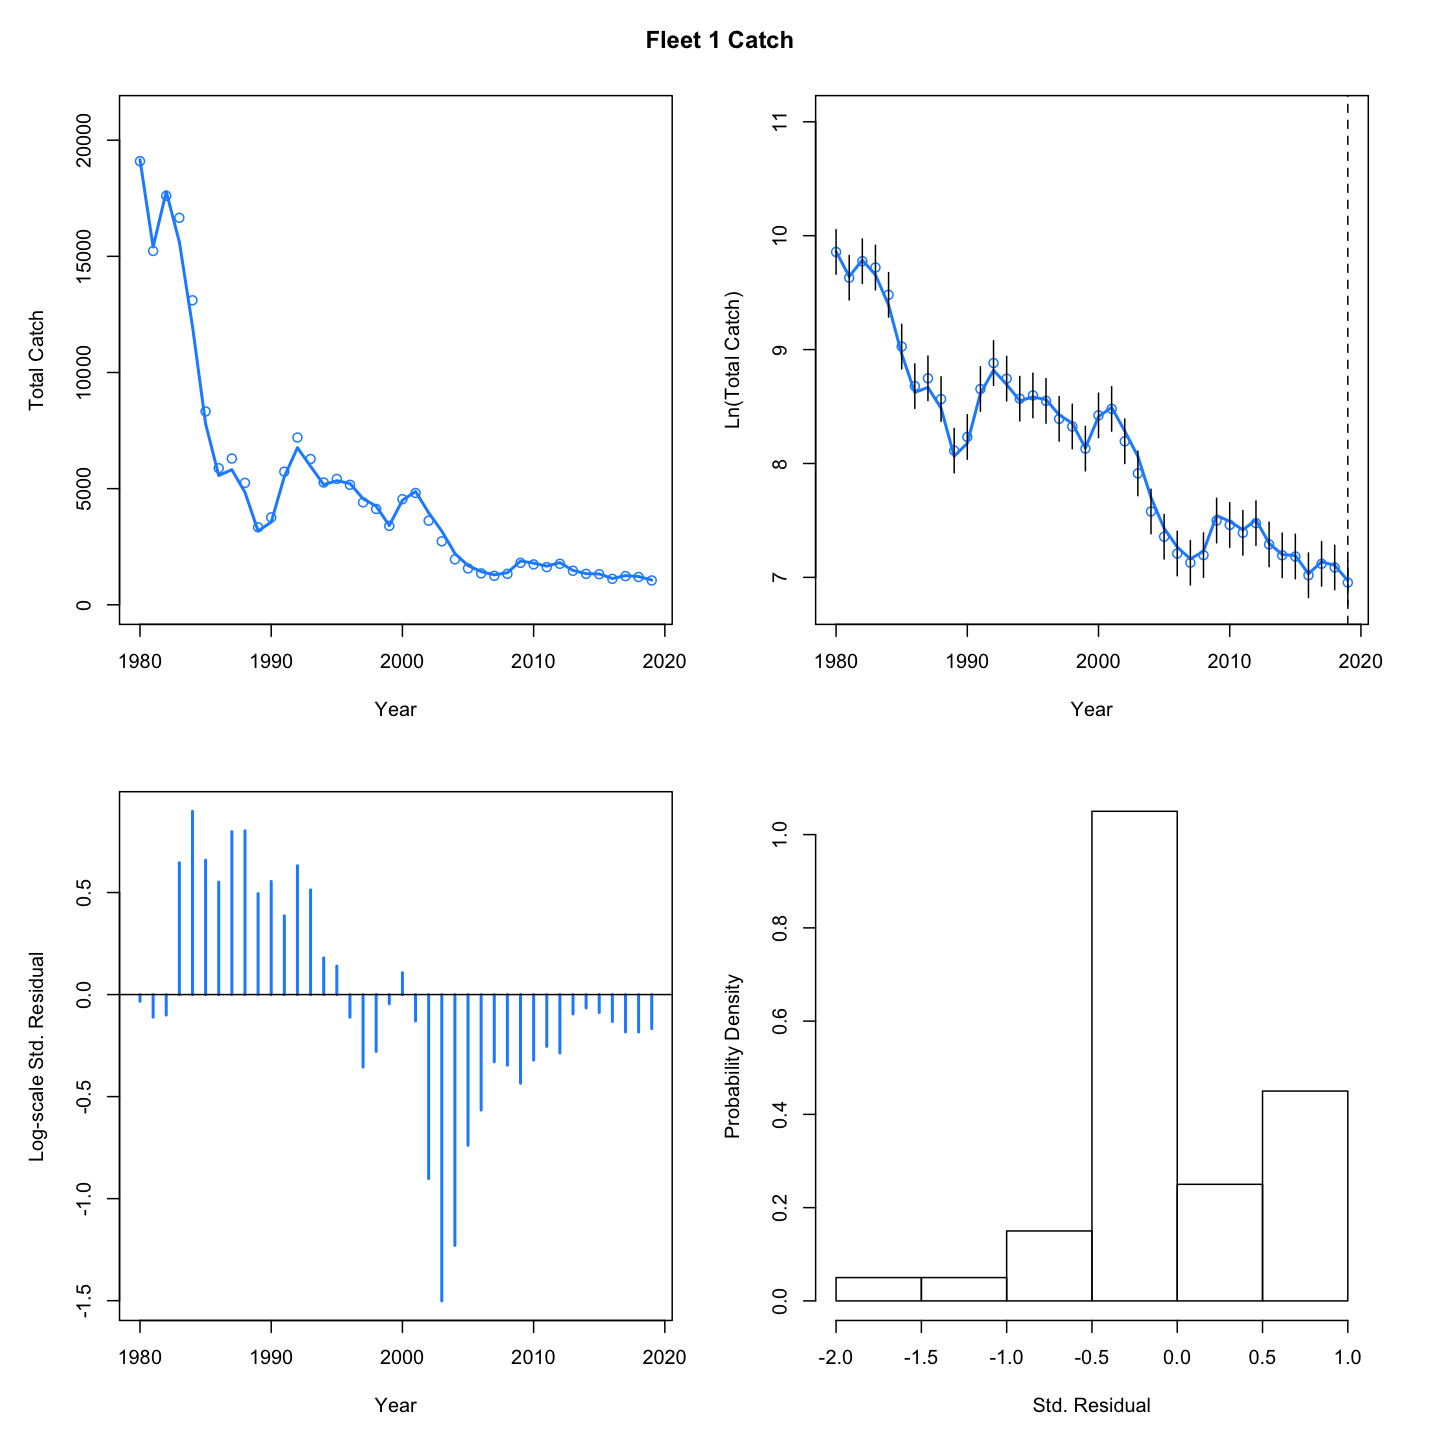 Fleet 1 Catch
Total Catch
20000
15000
10000
5000
0
1980 1990 2000 2010 2020
Year
Ln(Total Catch)
11
10
9
8
7
1980 1990 2000 2010 2020
Year
Log-scale Std. Residual
0.5
0.0
-0.5
-1.0
-1.5
1980 1990 2000 2010 2020
Year
Probability Density
1.0
0.8
0.6
0.4
0.2
0.0
-2.0 -1.5 -1.0 -0.5 0.0 0.5 1.0
Std. Residual